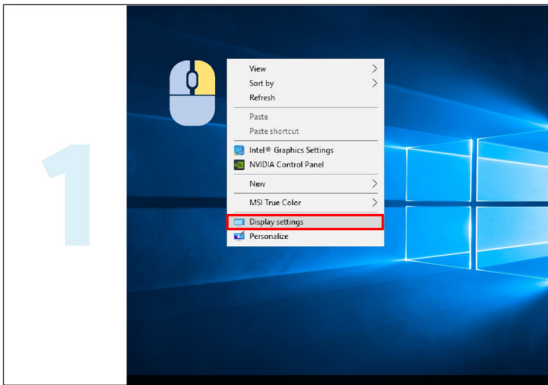 1
View
Sort by
Refresh
Paste
Paste shortcut
Intel® Graphics Settings
NVIDIA Control Panel
New
MSI True Color
Display settings
Personalize